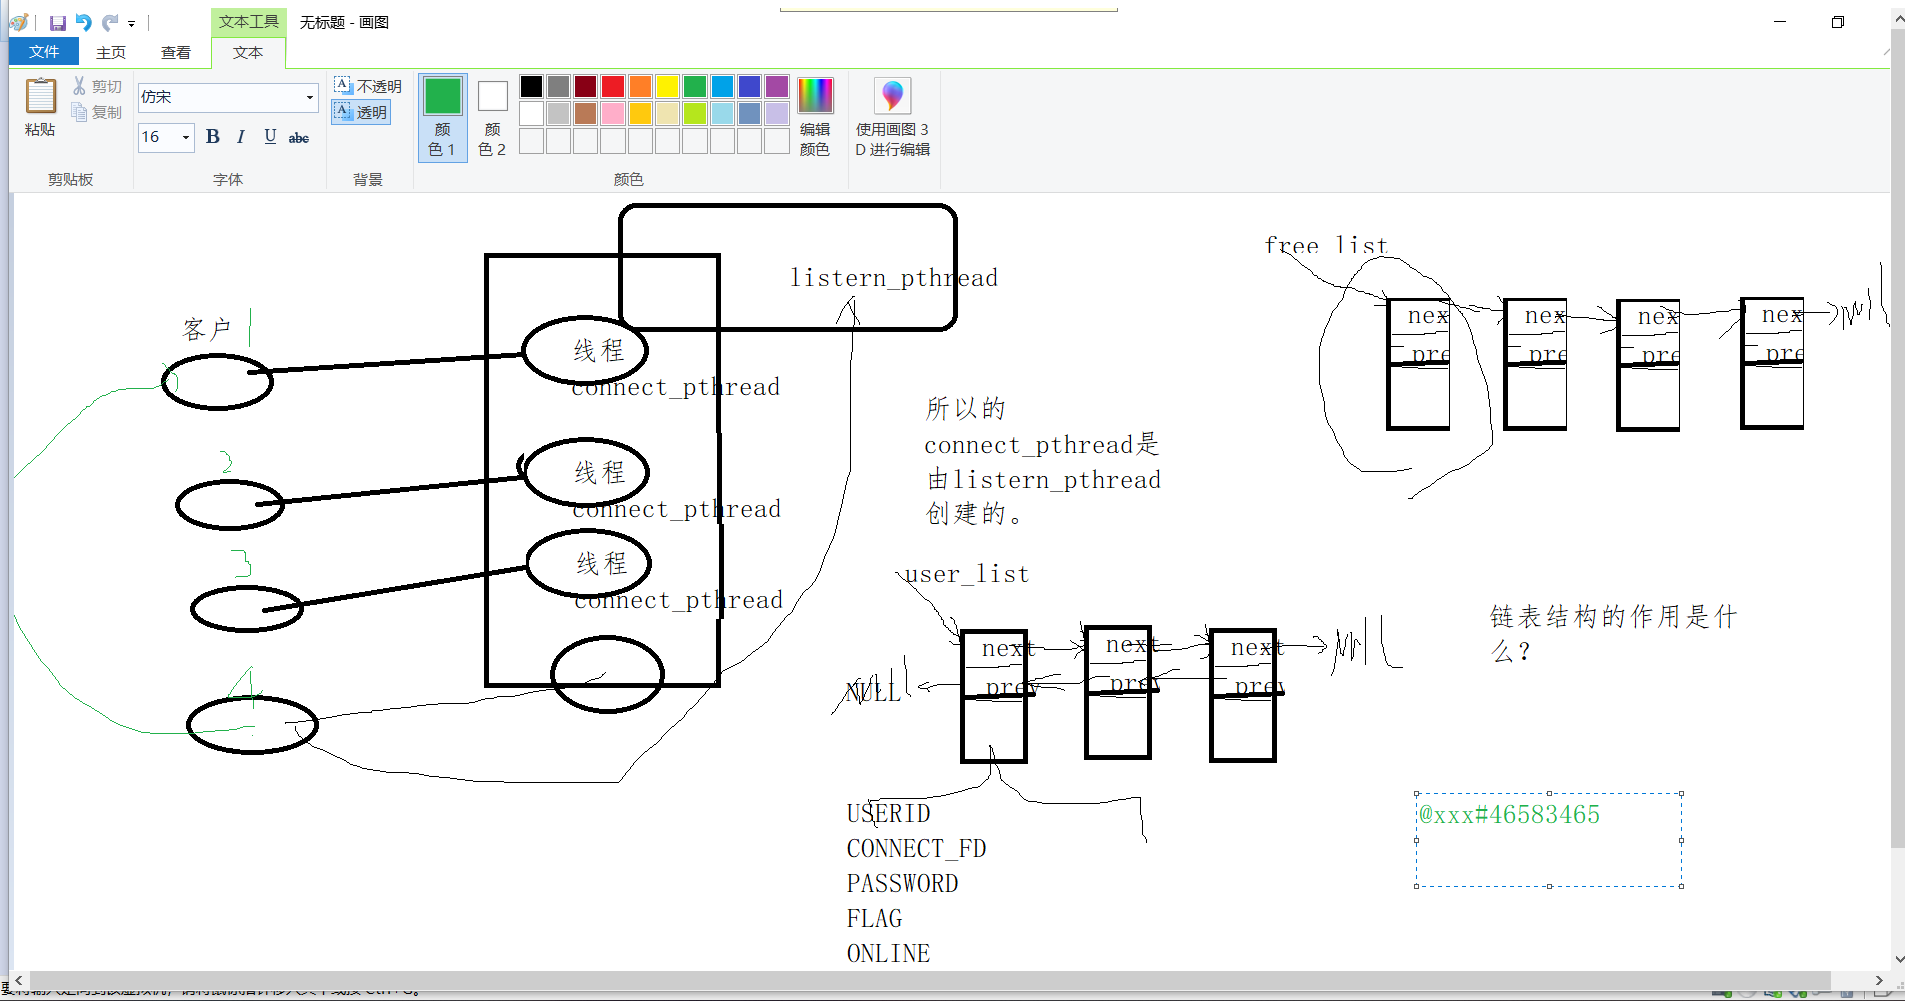 文本工具
无标题 - 画图
文件
主页
查看
文本
粘贴
剪切
复制
剪贴板
仿宋
16
B I U abc
字体
不透明
透明
背景
颜
色 1
颜
色 2
编辑
颜色
颜色
使用画图 3
D 进行编辑
listern_pthread
free list
客户 1
线程
connect_pthread
2
线程
connect_pthread
3
线程
connect_pthread
4
nex
pre
nex
pre
nex
pre
nex
pre
null
所以的
connect_pthread是
由listern_pthread
创建的。
user_list
next
prev
next
prev
next
prev
NULL
null
null
链表结构的作用是什
么?
USERID
CONNECT_FD
PASSWORD
FLAG
ONLINE
@xxx#46583465